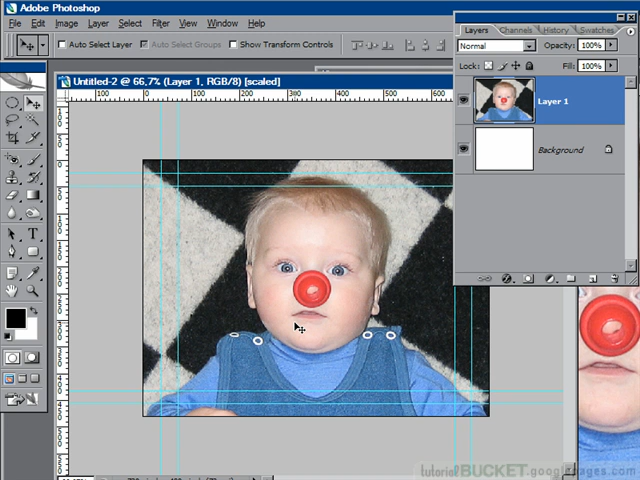 Adobe Photoshop
File Edit Image Layer Select Filter View Window Help
Auto Select Layer Auto Select Groups Show Transform Controls
Layers Channels History Swatches
Normal Opacity: 100%
Lock: Fill: 100%
Layer 1
Background
Untitled-2 @ 66,7% (Layer 1, RGB/8) [scaled]
100 0 100 200 300 400 500 600
T
tutorialBUCKET.googlepages.com